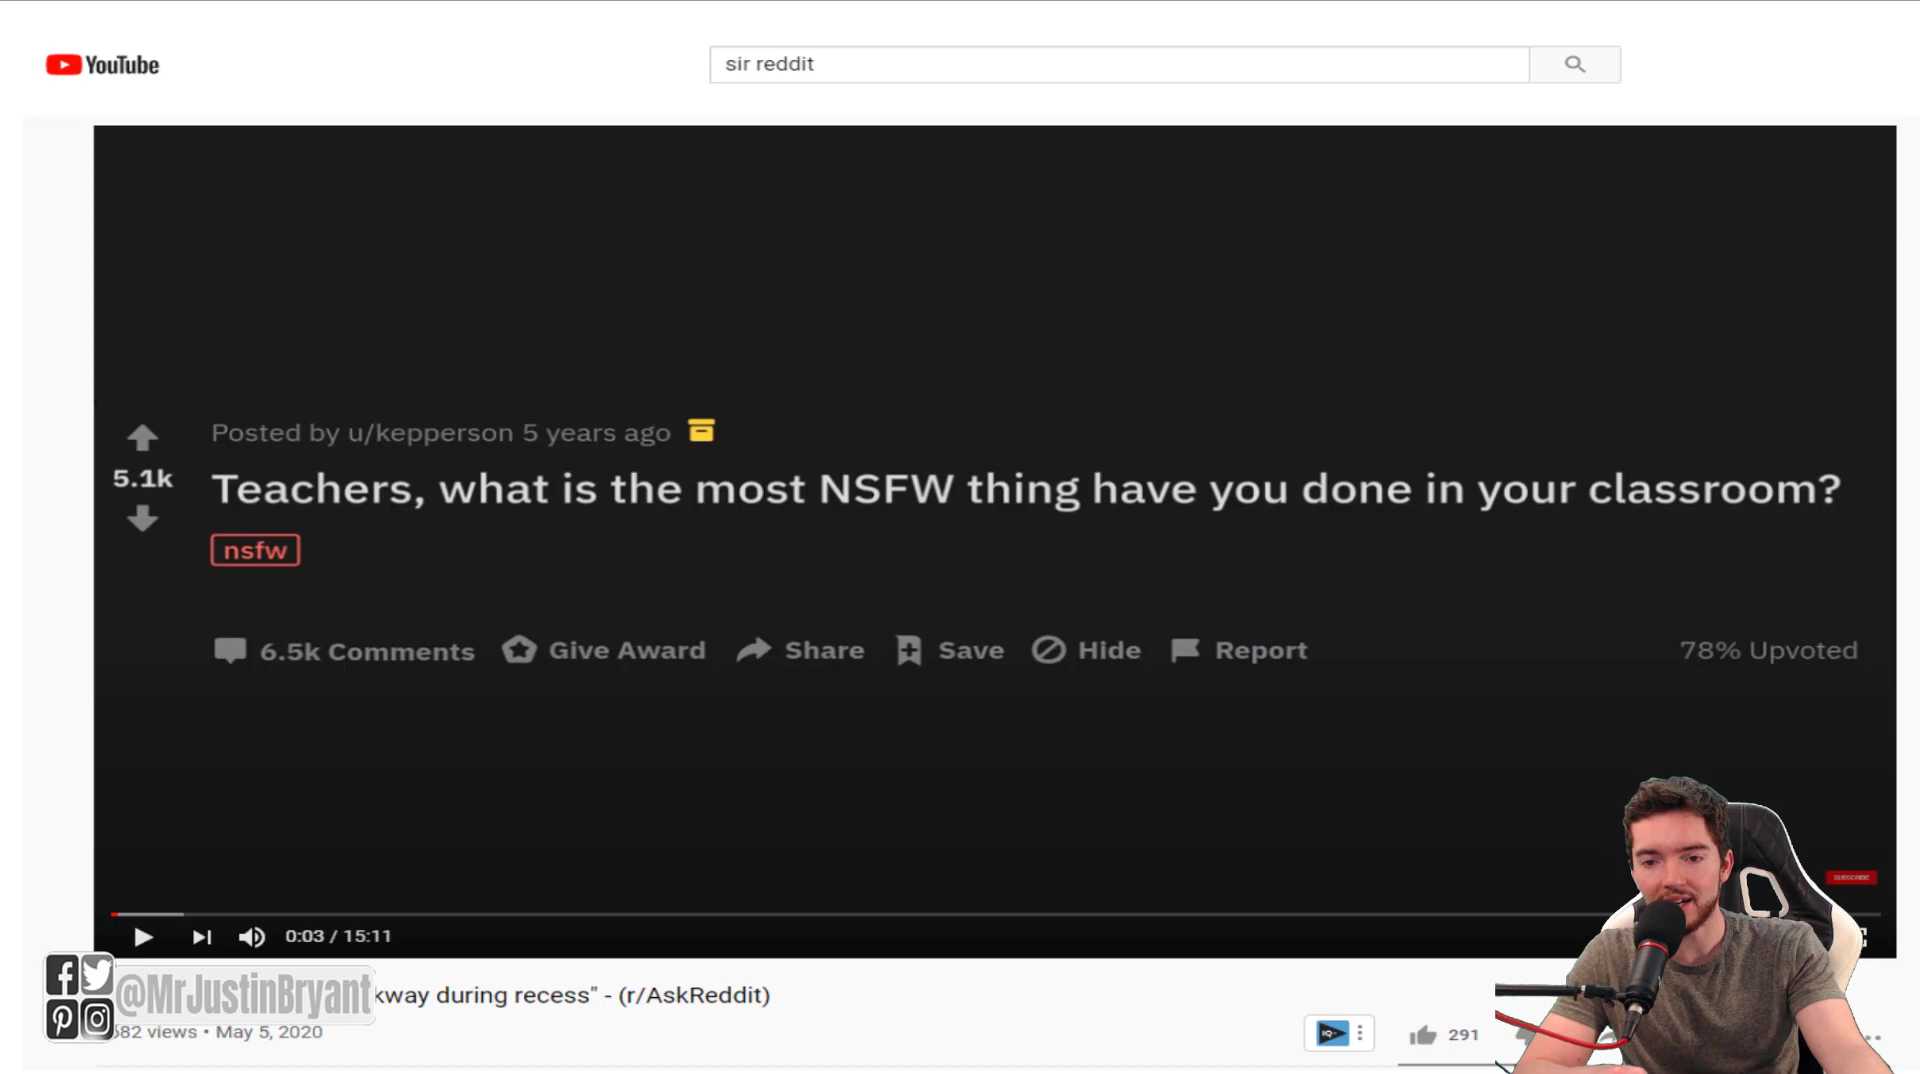 YouTube
sir reddit
Posted by u/kepperson 5 years ago
5.1k
Teachers, what is the most NSFW thing have you done in your classroom?
nsfw
6.5k Comments Give Award Share Save Hide Report 78% Upvoted
SUBSCRIBE
0:03 / 15:11
@MrJustinBryant
kway during recess" - (r/AskReddit)
82 views • May 5, 2020
291